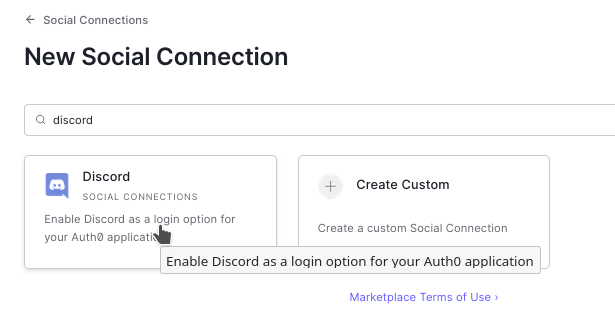 ← Social Connections
New Social Connection
discord
Discord
SOCIAL CONNECTIONS
Enable Discord as a login option for
your Auth0 applicati
Create Custom
Create a custom Social Connection
Enable Discord as a login option for your Auth0 application
Marketplace Terms of Use ›